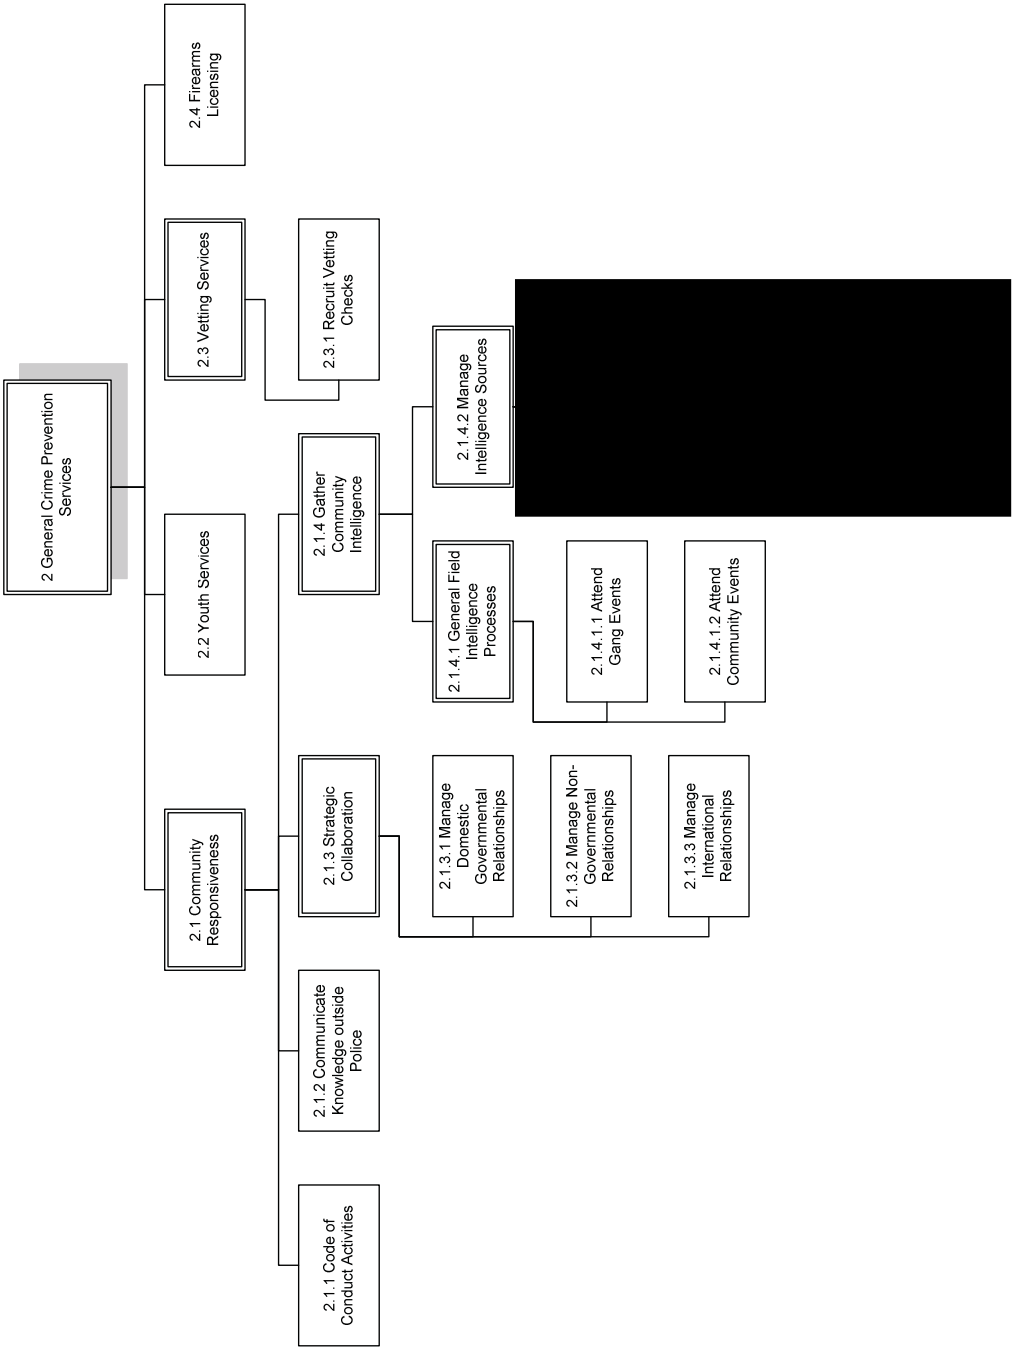 2 General Crime Prevention
Services
2.1 Community
Responsiveness
2.2 Youth Services
2.3 Vetting Services
2.4 Firearms
Licensing
2.1.1 Code of
Conduct Activities
2.1.2 Communicate
Knowledge outside
Police
2.1.3 Strategic
Collaboration
2.1.4 Gather
Community
Intelligence
2.3.1 Recruit Vetting
Checks
2.1.3.1 Manage
Domestic
Governmental
Relationships
2.1.3.2 Manage Non-
Governmental
Relationships
2.1.3.3 Manage
International
Relationships
2.1.4.1 General Field
Intelligence
Processes
2.1.4.2 Manage
Intelligence Sources
2.1.4.1.1 Attend
Gang Events
2.1.4.1.2 Attend
Community Events